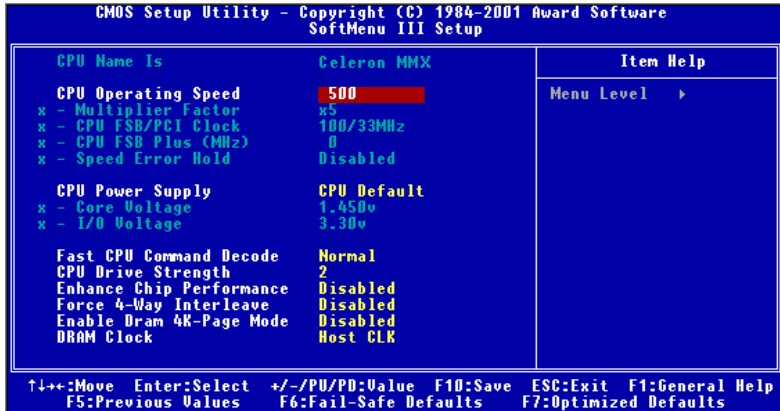 CMOS Setup Utility - Copyright (C) 1984-2001 Award Software
SoftMenu III Setup
CPU Name Is Celeron MMX
CPU Operating Speed 500
x - Multiplier Factor x5
x - CPU FSB/PCI Clock 100/33MHz
x - CPU FSB Plus (MHz) 0
x - Speed Error Hold Disabled
CPU Power Supply CPU Default
x - Core Voltage 1.450v
x - I/O Voltage 3.30v
Fast CPU Command Decode Normal
CPU Drive Strength 2
Enhance Chip Performance Disabled
Force 4-Way Interleave Disabled
Enable Dram 4K-Page Mode Disabled
DRAM Clock Host CLK
Item Help
Menu Level ▸
↑↓→←:Move Enter:Select +/-/PU/PD:Value F10:Save ESC:Exit F1:General Help
F5:Previous Values F6:Fail-Safe Defaults F7:Optimized Defaults